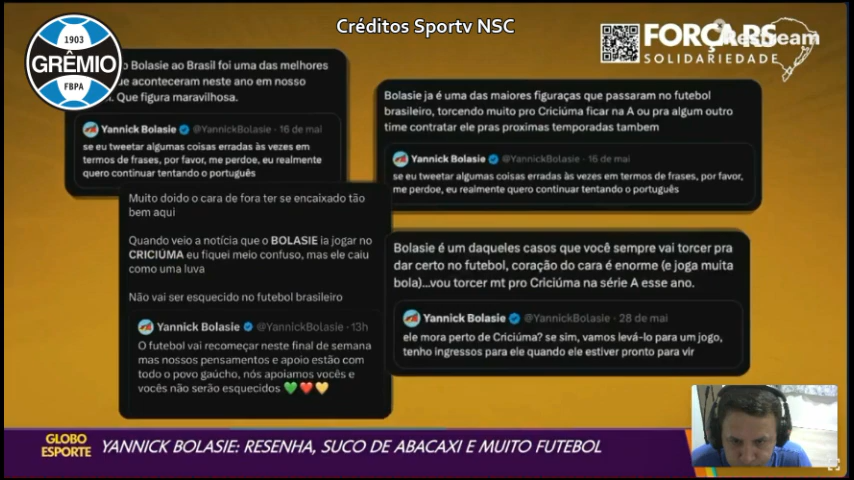 Créditos Sportv NSC
1903
GRÊMIO
FBPA
FORÇA RS
SOLIDARIEDADE
Bolasie ao Brasil foi uma das melhores
que aconteceram neste ano em nosso
Que figura maravilhosa.
Yannick Bolasie @YannickBolasie · 16 de mai
se eu tweetar algumas coisas erradas às vezes em
termos de frases, por favor, me perdoe, eu realmente
quero continuar tentando o português
Bolasie ja é uma das maiores figuraças que passaram no futebol
brasileiro, torcendo muito pro Criciúma ficar na A ou pra algum outro
time contratar ele pras proximas temporadas tambem
Yannick Bolasie @YannickBolasie · 16 de mai
se eu tweetar algumas coisas erradas às vezes em termos de frases, por favor,
me perdoe, eu realmente quero continuar tentando o português
Muito doido o cara de fora ter se encaixado tão
bem aqui
Quando veio a notícia que o BOLASIE ia jogar no
CRICIÚMA eu fiquei meio confuso, mas ele caiu
como uma luva
Não vai ser esquecido no futebol brasileiro
Yannick Bolasie @YannickBolasie · 13h
O futebol vai recomeçar neste final de semana
mas nossos pensamentos e apoio estão com
todo o povo gaúcho, nós apoiamos vocês e
vocês não serão esquecidos 💚❤️💛
Bolasie é um daqueles casos que você sempre vai torcer pra
dar certo no futebol, coração do cara é enorme (e joga muita
bola)...vou torcer mt pro Criciúma na série A esse ano.
Yannick Bolasie @YannickBolasie · 28 de mai
ele mora perto de Criciúma? se sim, vamos levá-lo para um jogo,
tenho ingressos para ele quando ele estiver pronto para vir
GLOBO
ESPORTE
YANNICK BOLASIE: RESENHA, SUCO DE ABACAXI E MUITO FUTEBOL